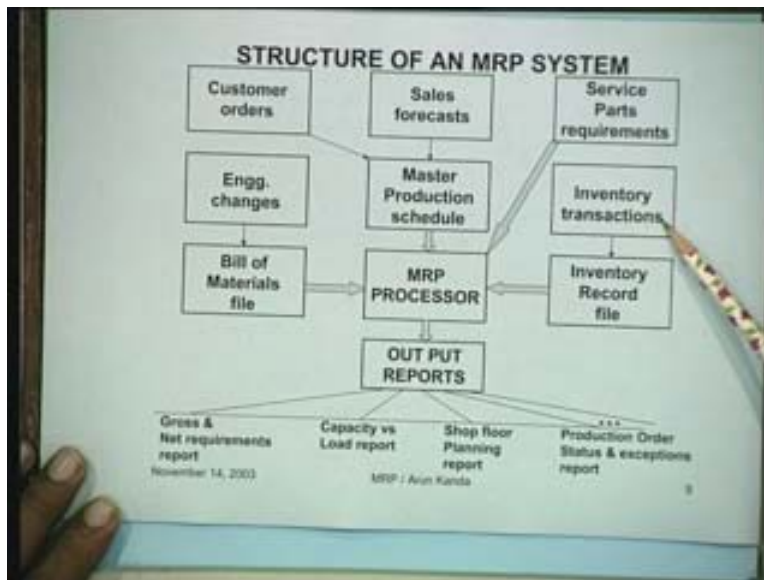 STRUCTURE OF AN MRP SYSTEM
Customer
orders
Sales
forecasts
Service
Parts
requirements
Engg.
changes
Master
Production
schedule
Inventory
transactions
Bill of
Materials
file
MRP
PROCESSOR
Inventory
Record
file
OUT PUT
REPORTS
Gross &
Net requirements
report
Capacity vs
Load report
Shop floor
Planning
report
...
Production Order
Status & exceptions
report
November 14, 2003
MRP / Arun Kanda
9